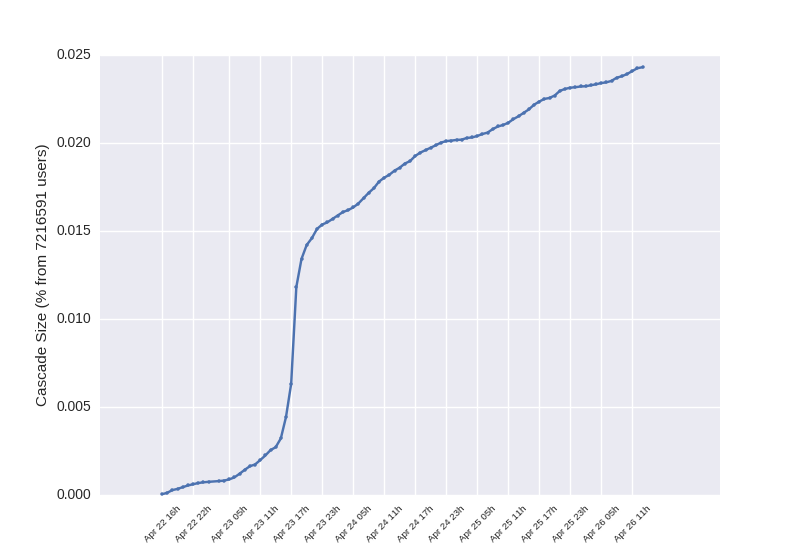 0.025
0.020
0.015
0.010
0.005
0.000
Cascade Size (% from 7216591 users)
Apr 22 16h
Apr 22 22h
Apr 23 05h
Apr 23 11h
Apr 23 17h
Apr 23 23h
Apr 24 05h
Apr 24 11h
Apr 24 17h
Apr 24 23h
Apr 25 05h
Apr 25 11h
Apr 25 17h
Apr 25 23h
Apr 26 05h
Apr 26 11h